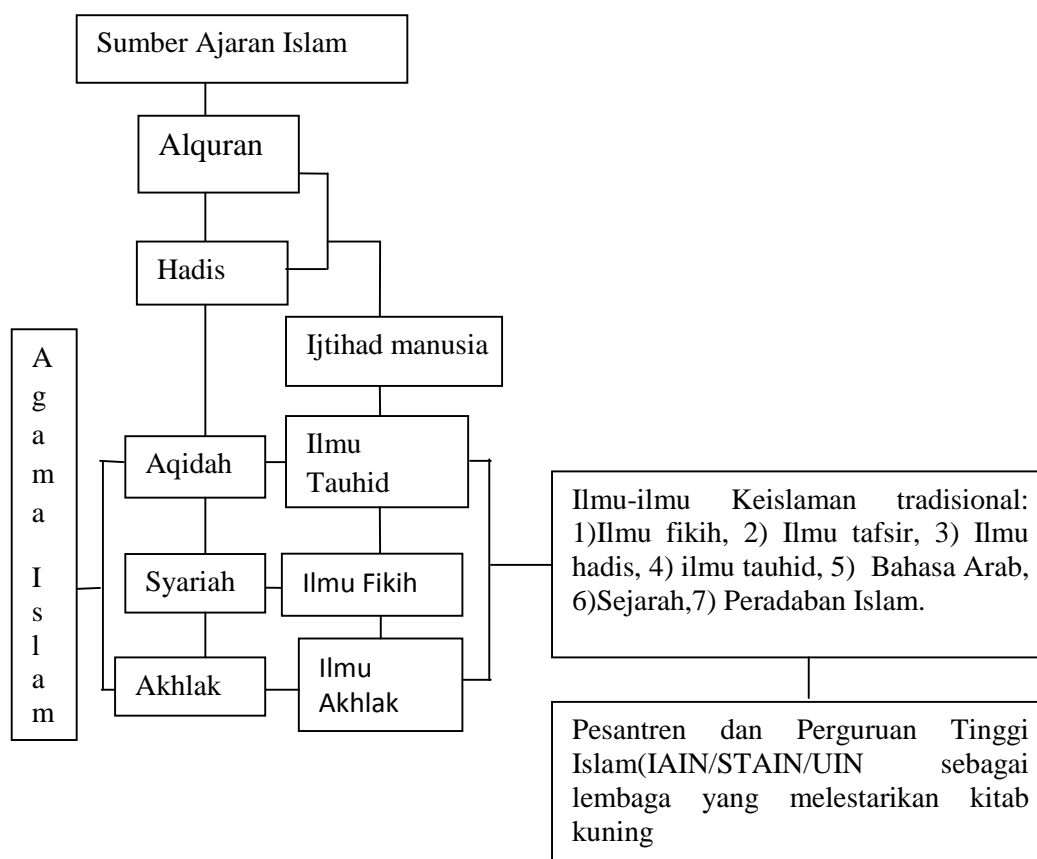 Sumber Ajaran Islam
Alquran
Hadis
Ijtihad manusia
Agama Islam
Aqidah
Ilmu
Tauhid
Syariah
Ilmu Fikih
Akhlak
Ilmu
Akhlak
Ilmu-ilmu Keislaman tradisional:
1)Ilmu fikih, 2) Ilmu tafsir, 3) Ilmu
hadis, 4) ilmu tauhid, 5) Bahasa Arab,
6)Sejarah,7) Peradaban Islam.
Pesantren dan Perguruan Tinggi
Islam(IAIN/STAIN/UIN sebagai
lembaga yang melestarikan kitab
kuning